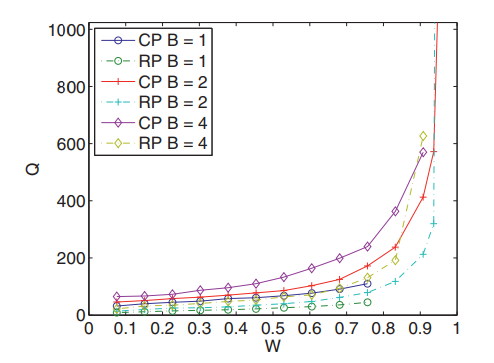 1000
800
600
400
200
0
Q
CP B = 1
RP B = 1
CP B = 2
RP B = 2
CP B = 4
RP B = 4
0 0.1 0.2 0.3 0.4 0.5 0.6 0.7 0.8 0.9 1
W